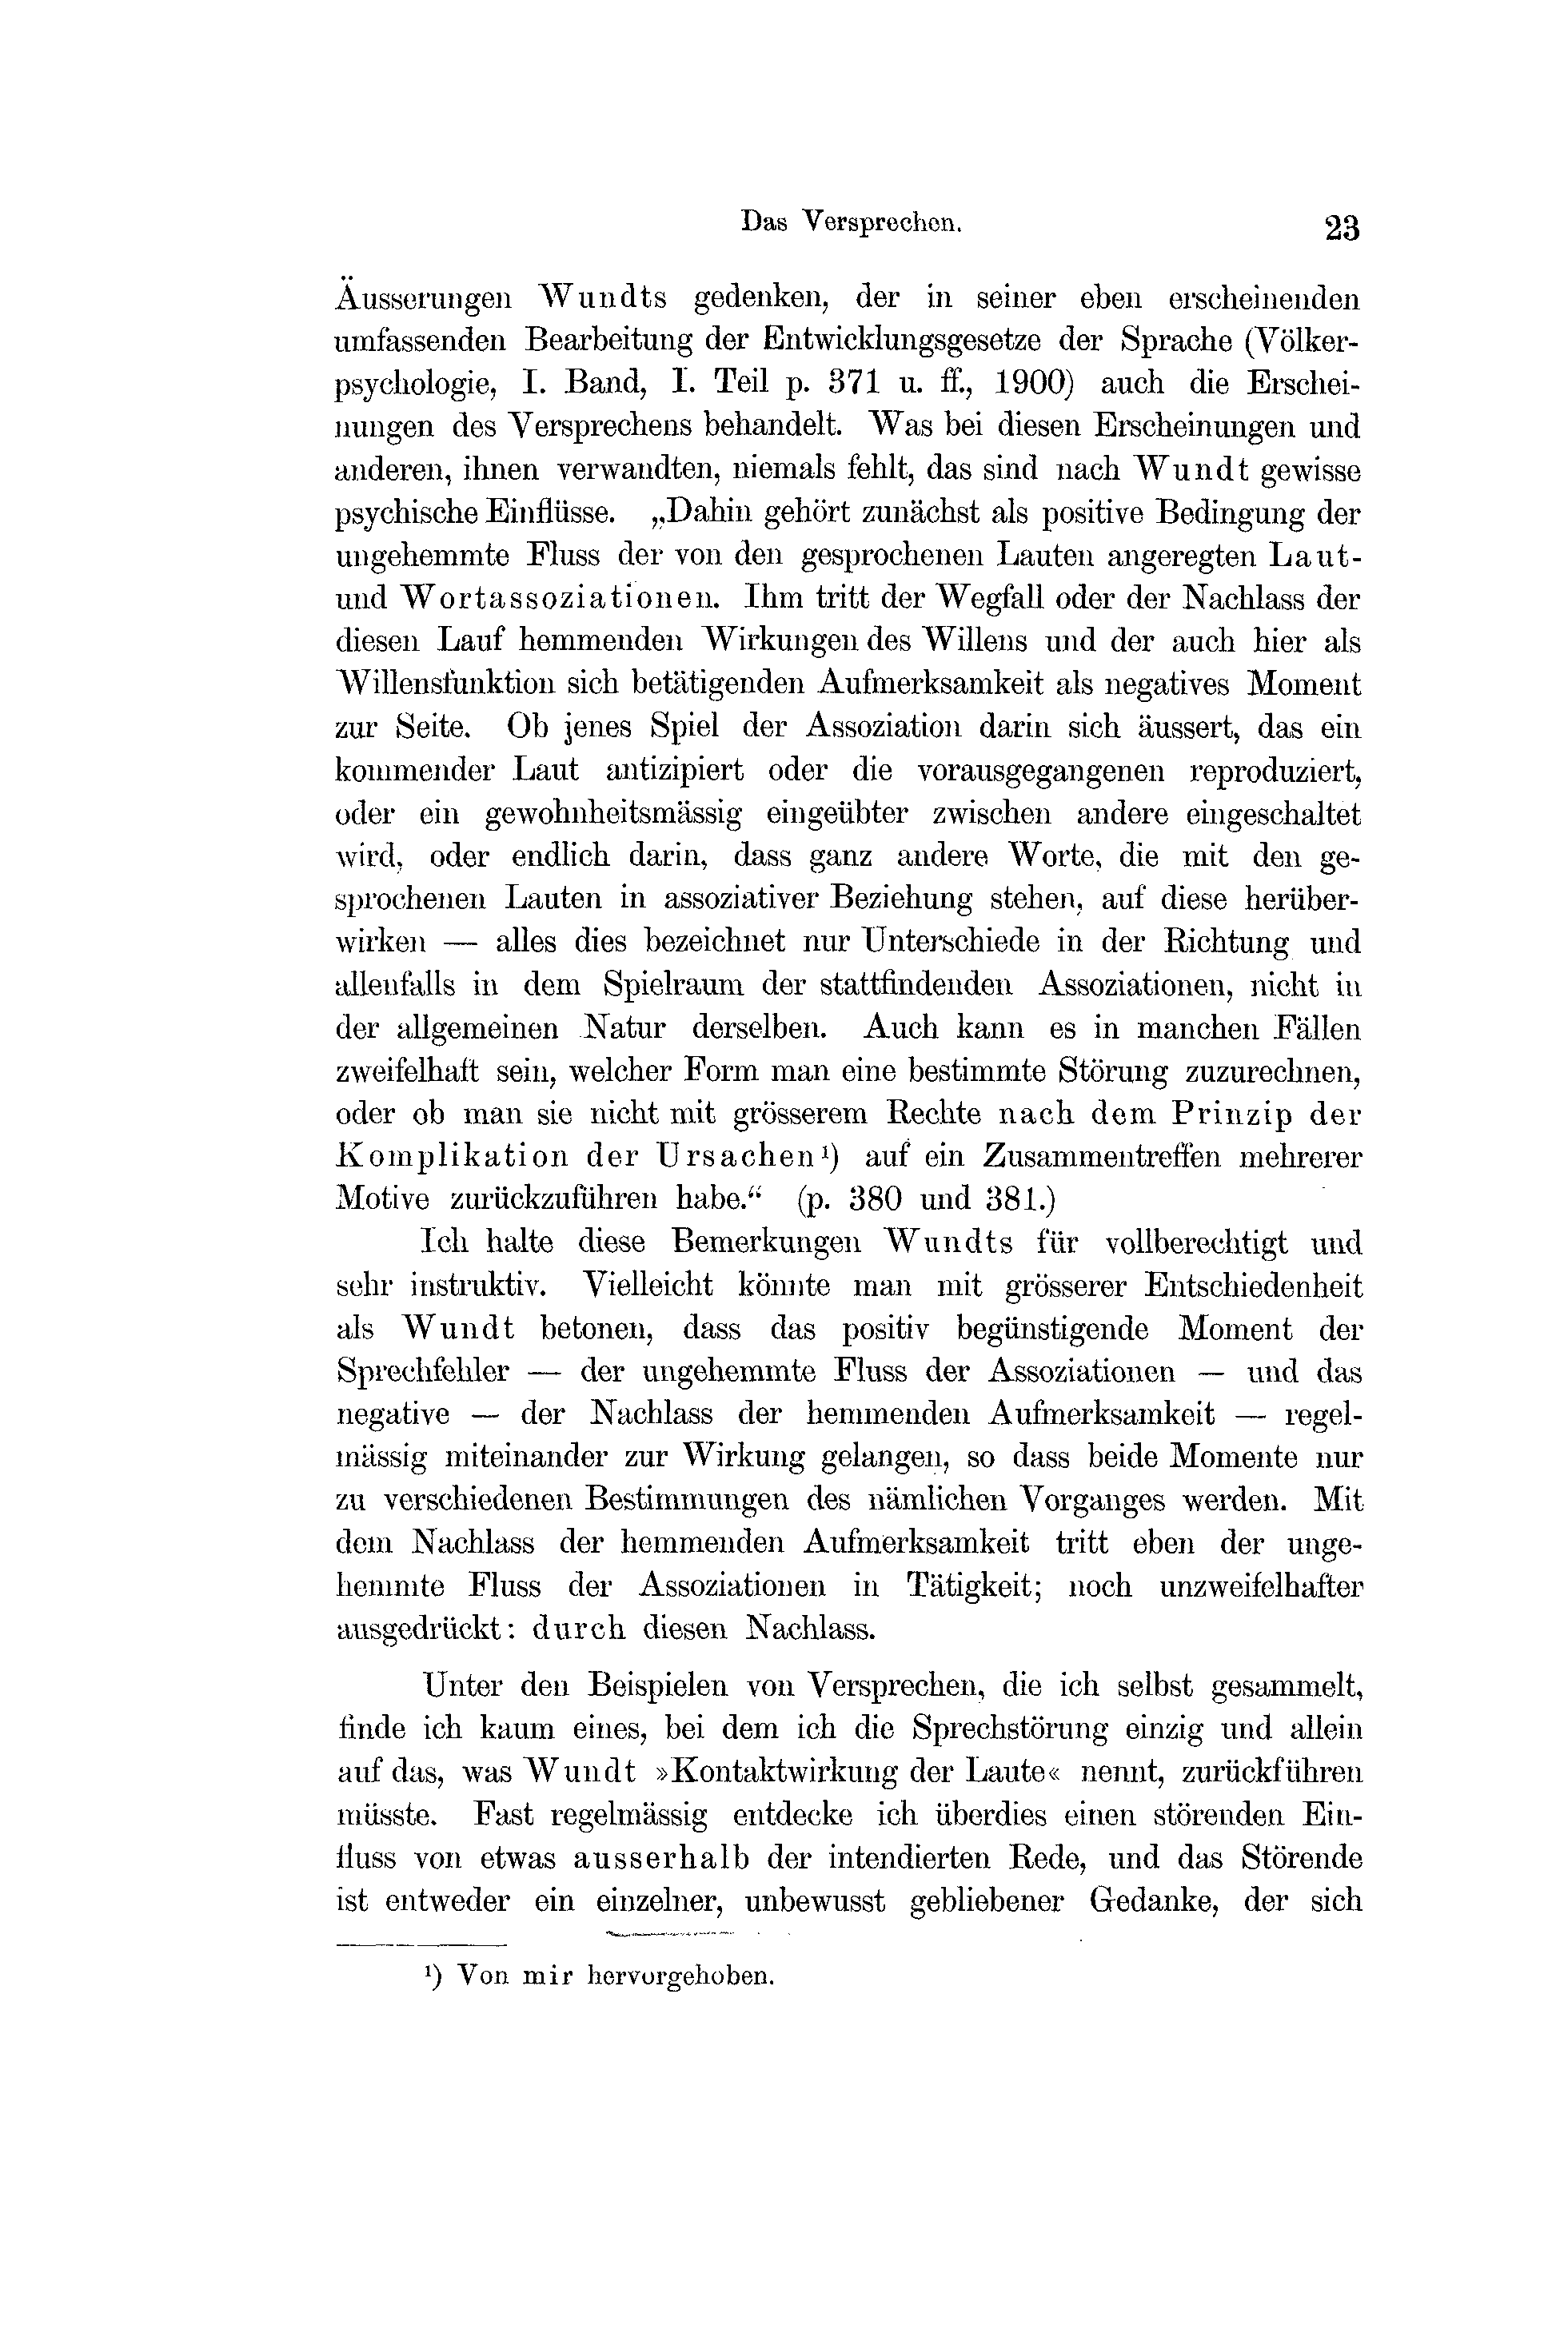 Das Versprechen.
23
Äusserungen Wundts gedenken, der in seiner eben erscheinenden
umfassenden Bearbeitung der Entwicklungsgesetze der Sprache (Völker-
psychologie, I. Band, I. Teil p. 371 u. ff., 1900) auch die Erschei-
nungen des Versprechens behandelt. Was bei diesen Erscheinungen und
anderen, ihnen verwandten, niemals fehlt, das sind nach Wundt gewisse
psychische Einflüsse. „Dahin gehört zunächst als positive Bedingung der
ungehemmte Fluss der von den gesprochenen Lauten angeregten Laut-
und Wortassoziationen. Ihm tritt der Wegfall oder der Nachlass der
diesen Lauf hemmenden Wirkungen des Willens und der auch hier als
Willensfunktion sich betätigenden Aufmerksamkeit als negatives Moment
zur Seite. Ob jenes Spiel der Assoziation darin sich äussert, das ein
kommender Laut antizipiert oder die vorausgegangenen reproduziert,
oder ein gewohnheitsmässig eingeübter zwischen andere eingeschaltet
wird, oder endlich darin, dass ganz andere Worte, die mit den ge-
sprochenen Lauten in assoziativer Beziehung stehen, auf diese herüber-
wirken — alles dies bezeichnet nur Unterschiede in der Richtung und
allenfalls in dem Spielraum der stattfindenden Assoziationen, nicht in
der allgemeinen Natur derselben. Auch kann es in manchen Fällen
zweifelhaft sein, welcher Form man eine bestimmte Störung zuzurechnen,
oder ob man sie nicht mit grösserem Rechte nach dem Prinzip der
Komplikation der Ursachen¹) auf ein Zusammentreffen mehrerer
Motive zurückzuführen habe.“ (p. 380 und 381.)
Ich halte diese Bemerkungen Wundts für vollberechtigt und
sehr instruktiv. Vielleicht könnte man mit grösserer Entschiedenheit
als Wundt betonen, dass das positiv begünstigende Moment der
Sprechfehler — der ungehemmte Fluss der Assoziationen — und das
negative — der Nachlass der hemmenden Aufmerksamkeit — regel-
mässig miteinander zur Wirkung gelangen, so dass beide Momente nur
zu verschiedenen Bestimmungen des nämlichen Vorganges werden. Mit
dem Nachlass der hemmenden Aufmerksamkeit tritt eben der unge-
hemmte Fluss der Assoziationen in Tätigkeit; noch unzweifelhafter
ausgedrückt: durch diesen Nachlass.
Unter den Beispielen von Versprechen, die ich selbst gesammelt,
finde ich kaum eines, bei dem ich die Sprechstörung einzig und allein
auf das, was Wundt »Kontaktwirkung der Laute« nennt, zurückführen
müsste. Fast regelmässig entdecke ich überdies einen störenden Ein-
fluss von etwas ausserhalb der intendierten Rede, und das Störende
ist entweder ein einzelner, unbewusst gebliebener Gedanke, der sich
¹) Von mir hervorgehoben.